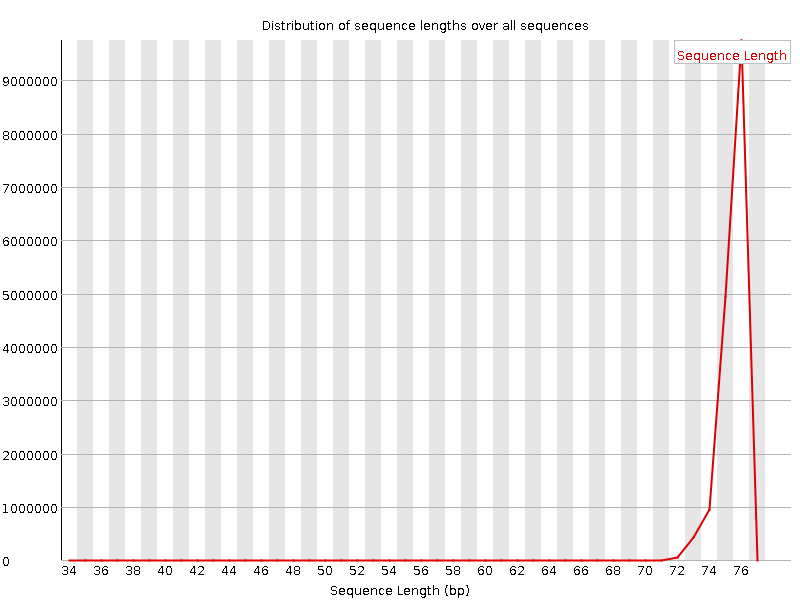 Distribution of sequence lengths over all sequences
Sequence Length
9000000
8000000
7000000
6000000
5000000
4000000
3000000
2000000
1000000
0
34 36 38 40 42 44 46 48 50 52 54 56 58 60 62 64 66 68 70 72 74 76
Sequence Length (bp)